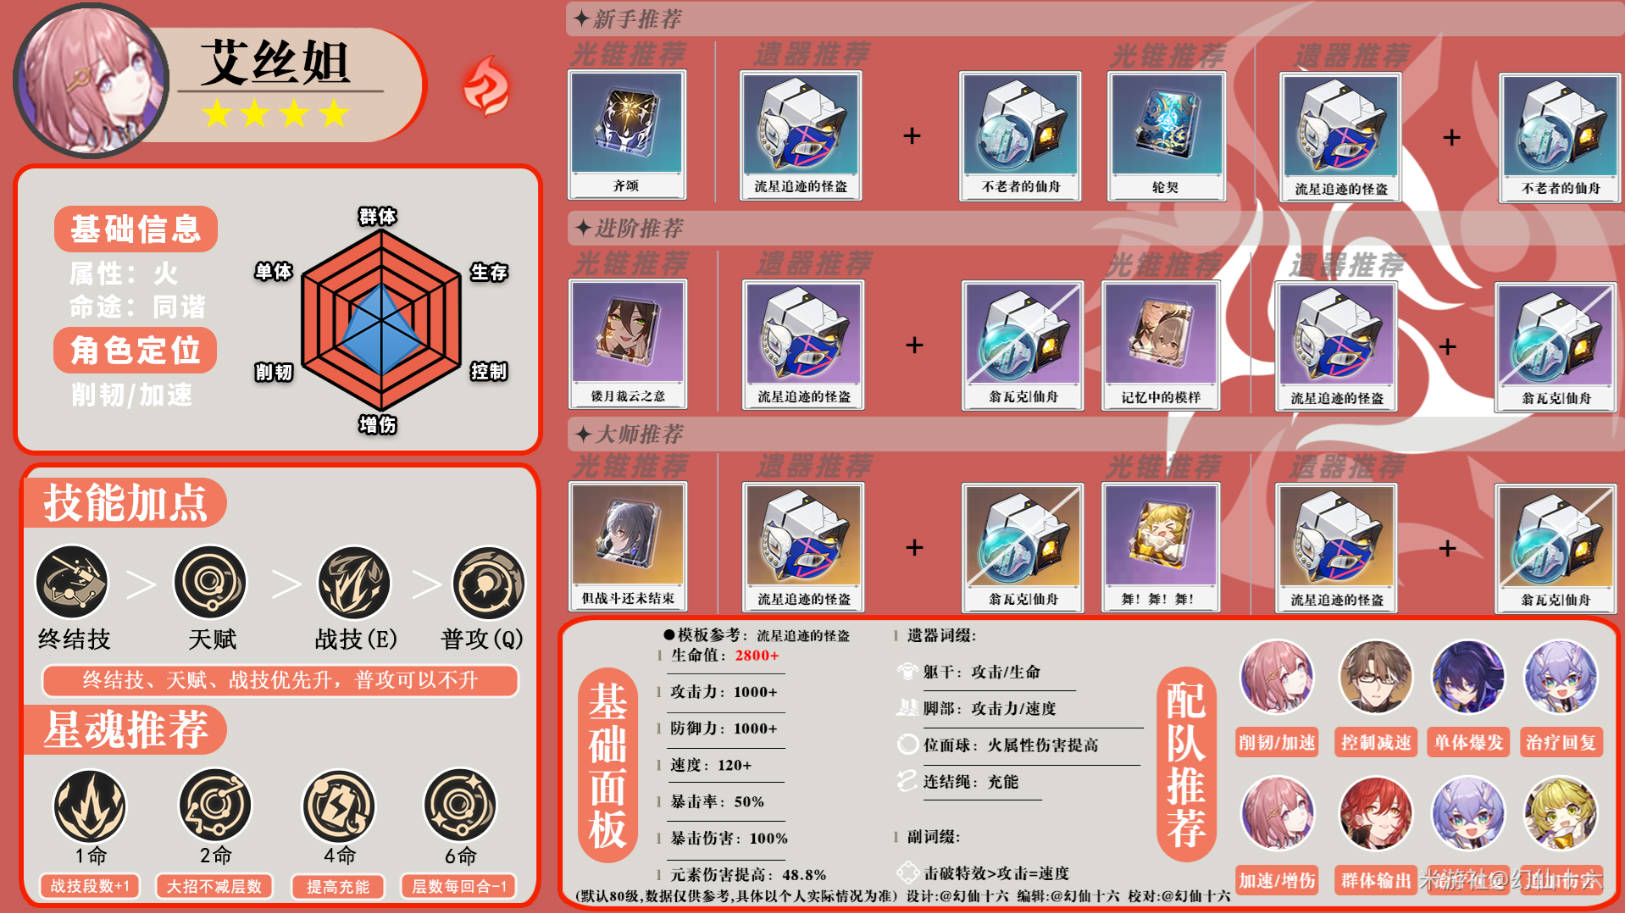 艾丝妲
基础信息
属性：火
命途：同谐
角色定位
削韧/加速
群体
生存
控制
增伤
削韧
单体
技能加点
终结技
>
天赋
>
战技(E)
>
普攻(Q)
终结技、天赋、战技优先升，普攻可以不升
星魂推荐
1命
2命
4命
6命
战技段数+1
大招不减层数
提高充能
层数每回合-1
新手推荐
光锥推荐
遗器推荐
光锥推荐
遗器推荐
齐颂
流星追迹的怪盗
+
不老者的仙舟
轮契
流星追迹的怪盗
+
不老者的仙舟
进阶推荐
光锥推荐
遗器推荐
光锥推荐
遗器推荐
镂月裁云之意
流星追迹的怪盗
+
翁瓦克|仙舟
记忆中的模样
流星追迹的怪盗
+
翁瓦克|仙舟
大师推荐
光锥推荐
遗器推荐
光锥推荐
遗器推荐
但战斗还未结束
流星追迹的怪盗
+
翁瓦克|仙舟
舞！舞！舞！
流星追迹的怪盗
+
翁瓦克|仙舟
基础面板
●模板参考：流星追迹的怪盗
生命值：2800+
攻击力：1000+
防御力：1000+
速度：120+
暴击率：50%
暴击伤害：100%
元素伤害提高：48.8%
遗器词缀：
躯干：攻击/生命
脚部：攻击力/速度
位面球：火属性伤害提高
连结绳：充能
副词缀：
击破特效>攻击=速度
(默认80级,数据仅供参考,具体以个人实际情况为准) 设计:@幻仙十六 编辑:@幻仙十六 校对:@幻仙十六
配队推荐
削韧/加速
控制减速
单体爆发
治疗回复
加速/增伤
群体输出
米游社@幻仙十六